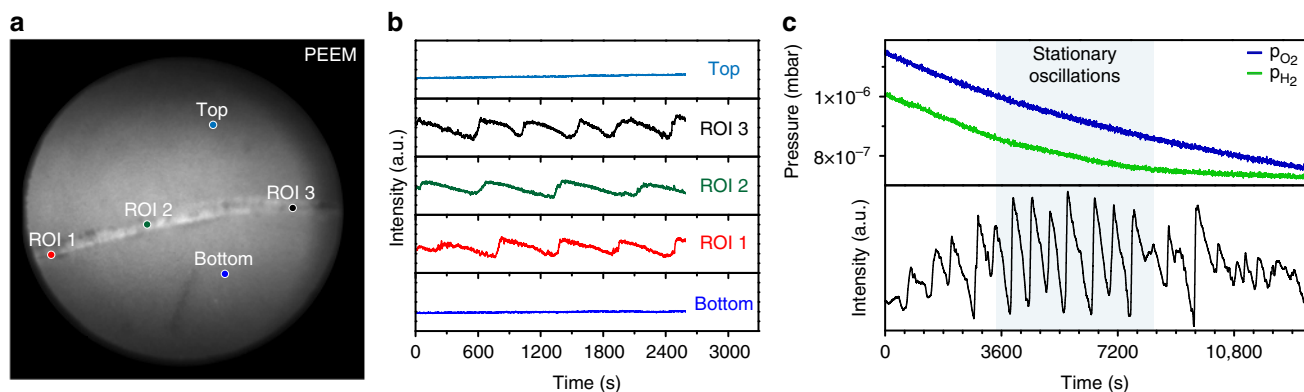 a
PEEM
Top
ROI 3
ROI 2
ROI 1
Bottom
b
Intensity (a.u.)
Top
ROI 3
ROI 2
ROI 1
Bottom
0 600 1200 1800 2400 3000
Time (s)
c
Pressure (mbar)
1×10⁻⁶
8×10⁻⁷
Stationary
oscillations
pO₂
pH₂
Intensity (a.u.)
0 3600 7200 10,800
Time (s)